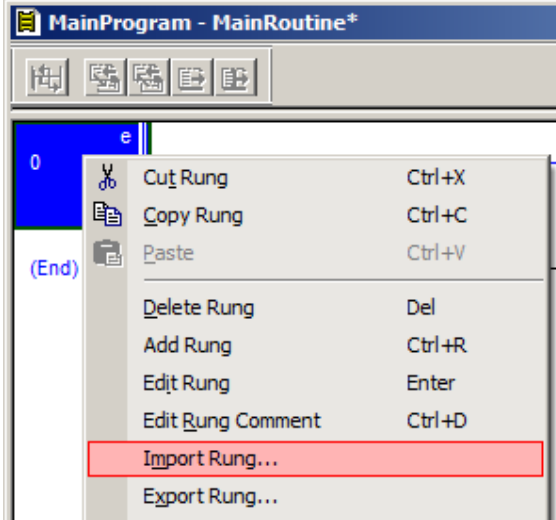 MainProgram - MainRoutine*
e
0
Cut Rung Ctrl+X
Copy Rung Ctrl+C
Paste Ctrl+V
(End)
Delete Rung Del
Add Rung Ctrl+R
Edit Rung Enter
Edit Rung Comment Ctrl+D
Import Rung...
Export Rung...